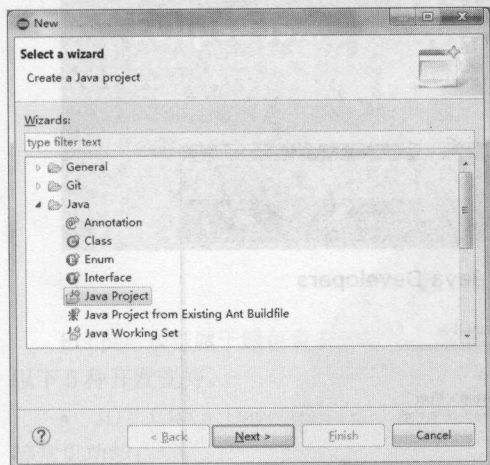 New
Select a wizard
Create a Java project
Wizards:
type filter text
General
Git
Java
Annotation
Class
Enum
Interface
Java Project
Java Project from Existing Ant Buildfile
Java Working Set
? < Back Next > Finish Cancel